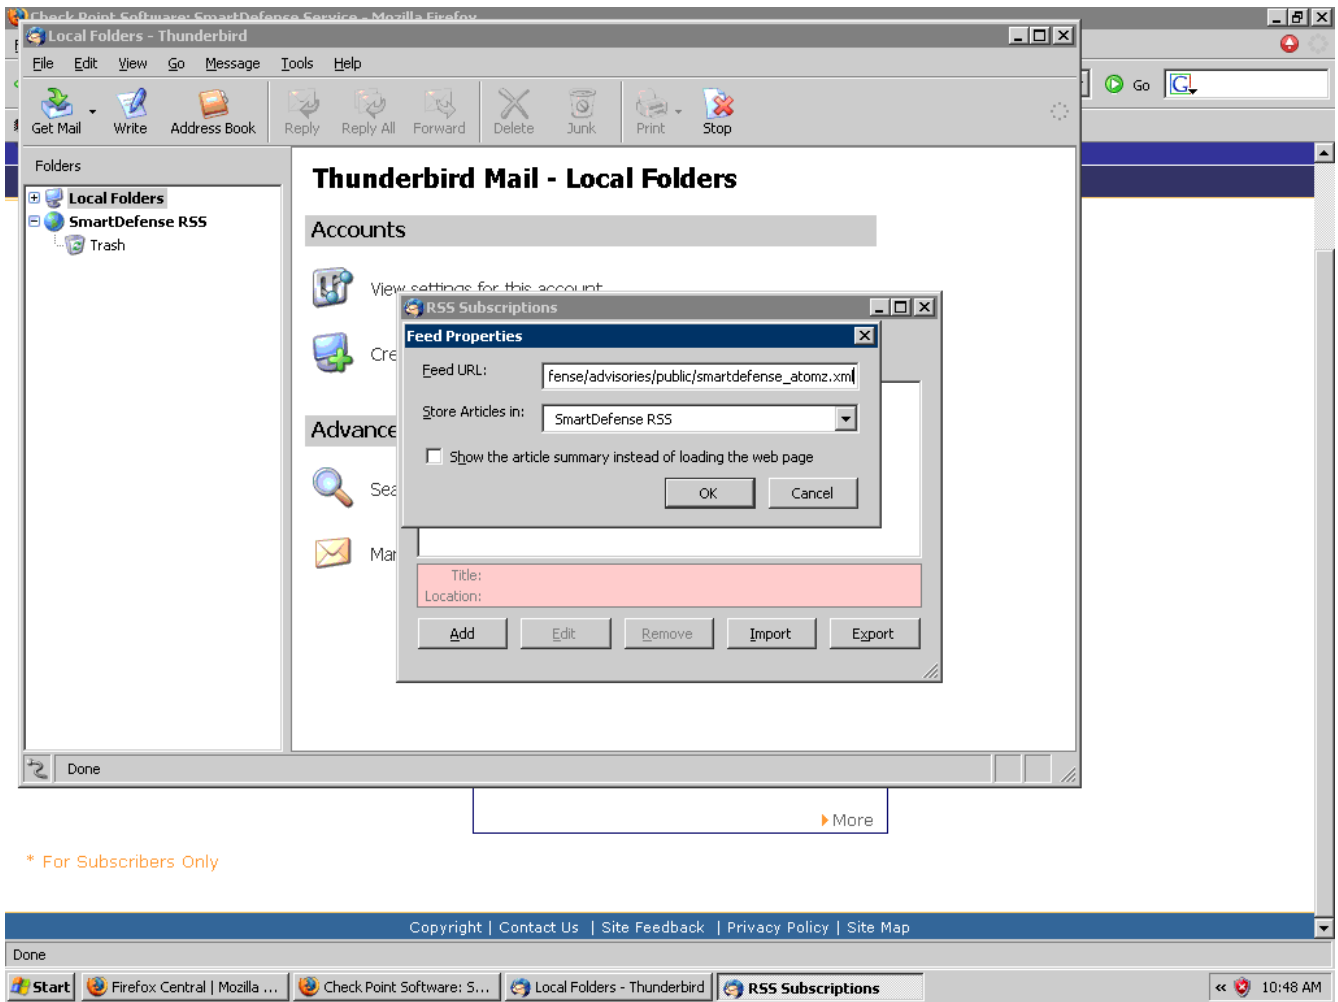 Check Point Software: SmartDefense Service - Mozilla Firefox
Local Folders - Thunderbird
File Edit View Go Message Tools Help
Go
G
Get Mail Write Address Book Reply Reply All Forward Delete Junk Print Stop
Folders
Local Folders
SmartDefense RSS
Trash
Thunderbird Mail - Local Folders
Accounts
View settings for this account
Cre
Advance
Sea
Mar
RSS Subscriptions
Feed Properties
Feed URL: fense/advisories/public/smartdefense_atomz.xml
Store Articles in: SmartDefense RSS
Show the article summary instead of loading the web page
OK Cancel
Title:
Location:
Add Edit Remove Import Export
Done
More
* For Subscribers Only
Copyright | Contact Us | Site Feedback | Privacy Policy | Site Map
Done
Start Firefox Central | Mozilla ... Check Point Software: S... Local Folders - Thunderbird RSS Subscriptions « 10:48 AM